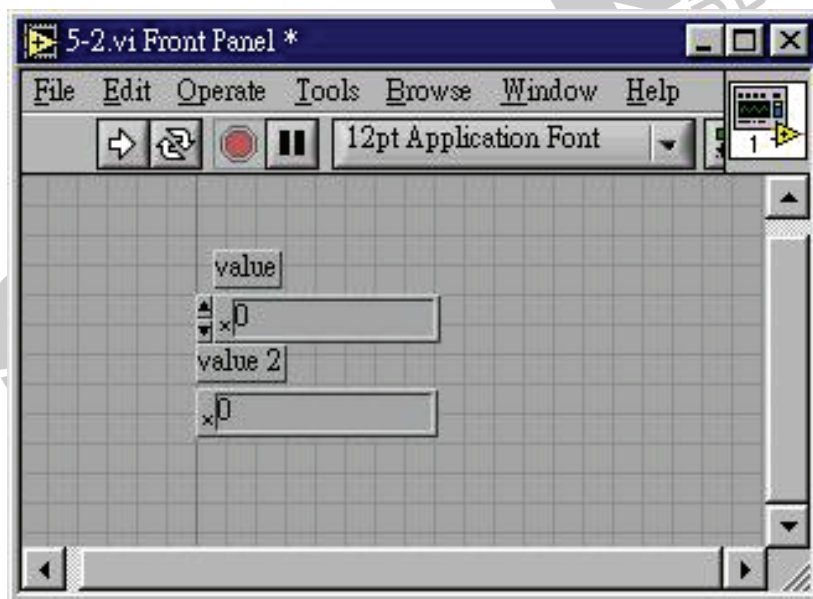 5-2.vi Front Panel *
File Edit Operate Tools Browse Window Help
12pt Application Font
1
value
×0
value 2
×0